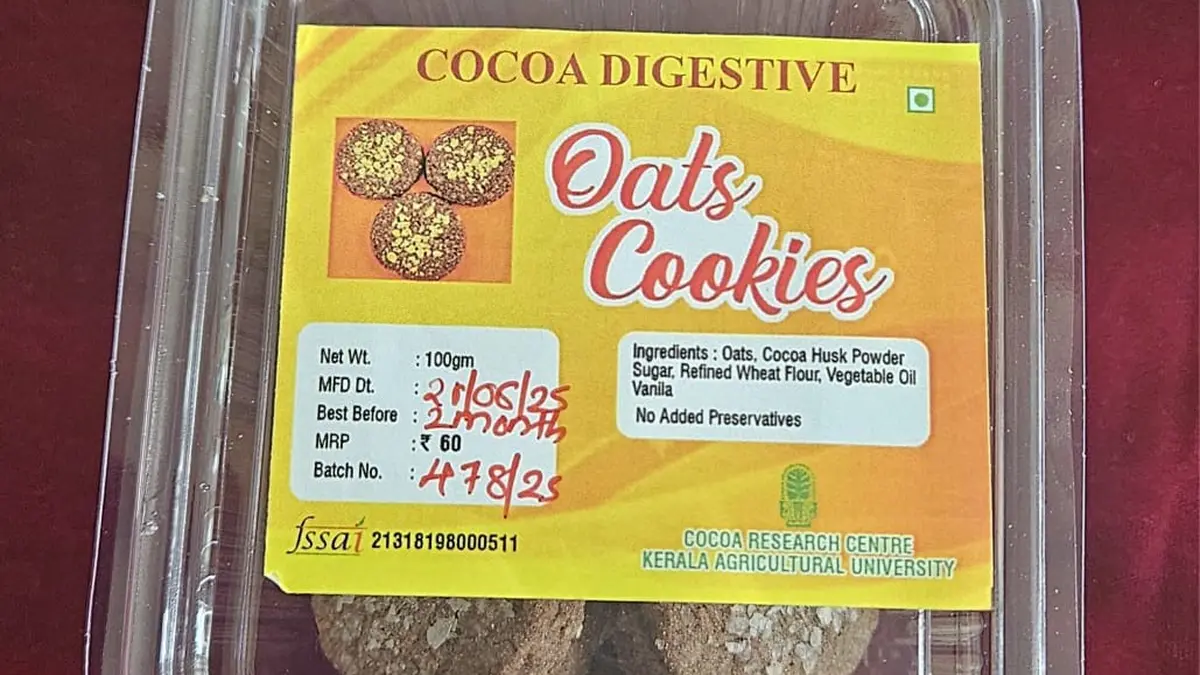 COCOA DIGESTIVE
Oats
Cookies
Net Wt. : 100gm
MFD Dt. : 21/06/25
Best Before : 2 month
MRP : ₹ 60
Batch No. : 478/25
Ingredients : Oats, Cocoa Husk Powder
Sugar, Refined Wheat Flour, Vegetable Oil
Vanila
No Added Preservatives
fssai 21318198000511
COCOA RESEARCH CENTRE
KERALA AGRICULTURAL UNIVERSITY